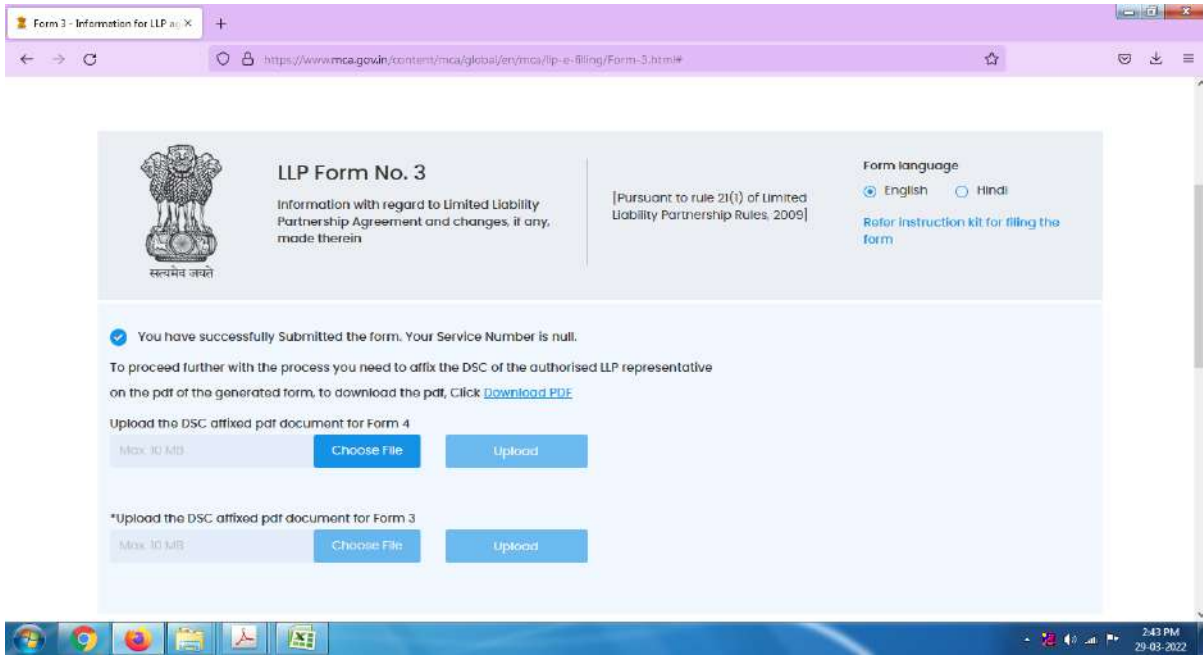 Form 3 - Information for LLP ag
https://www.mca.gov.in/content/mca/global/en/mca/llp-e-filling/Form-3.html#
LLP Form No. 3
Information with regard to Limited Liability
Partnership Agreement and changes, if any,
made therein
[Pursuant to rule 21(1) of Limited
Liability Partnership Rules, 2009]
Form language
English Hindi
Refer instruction kit for filing the
form
सत्यमेव जयते
You have successfully Submitted the form. Your Service Number is null.
To proceed further with the process you need to affix the DSC of the authorised LLP representative
on the pdf of the generated form, to download the pdf, Click Download PDF
Upload the DSC affixed pdf document for Form 4
Max 10 MB Choose File Upload
*Upload the DSC affixed pdf document for Form 3
Max 10 MB Choose File Upload
2:43 PM
29-03-2022